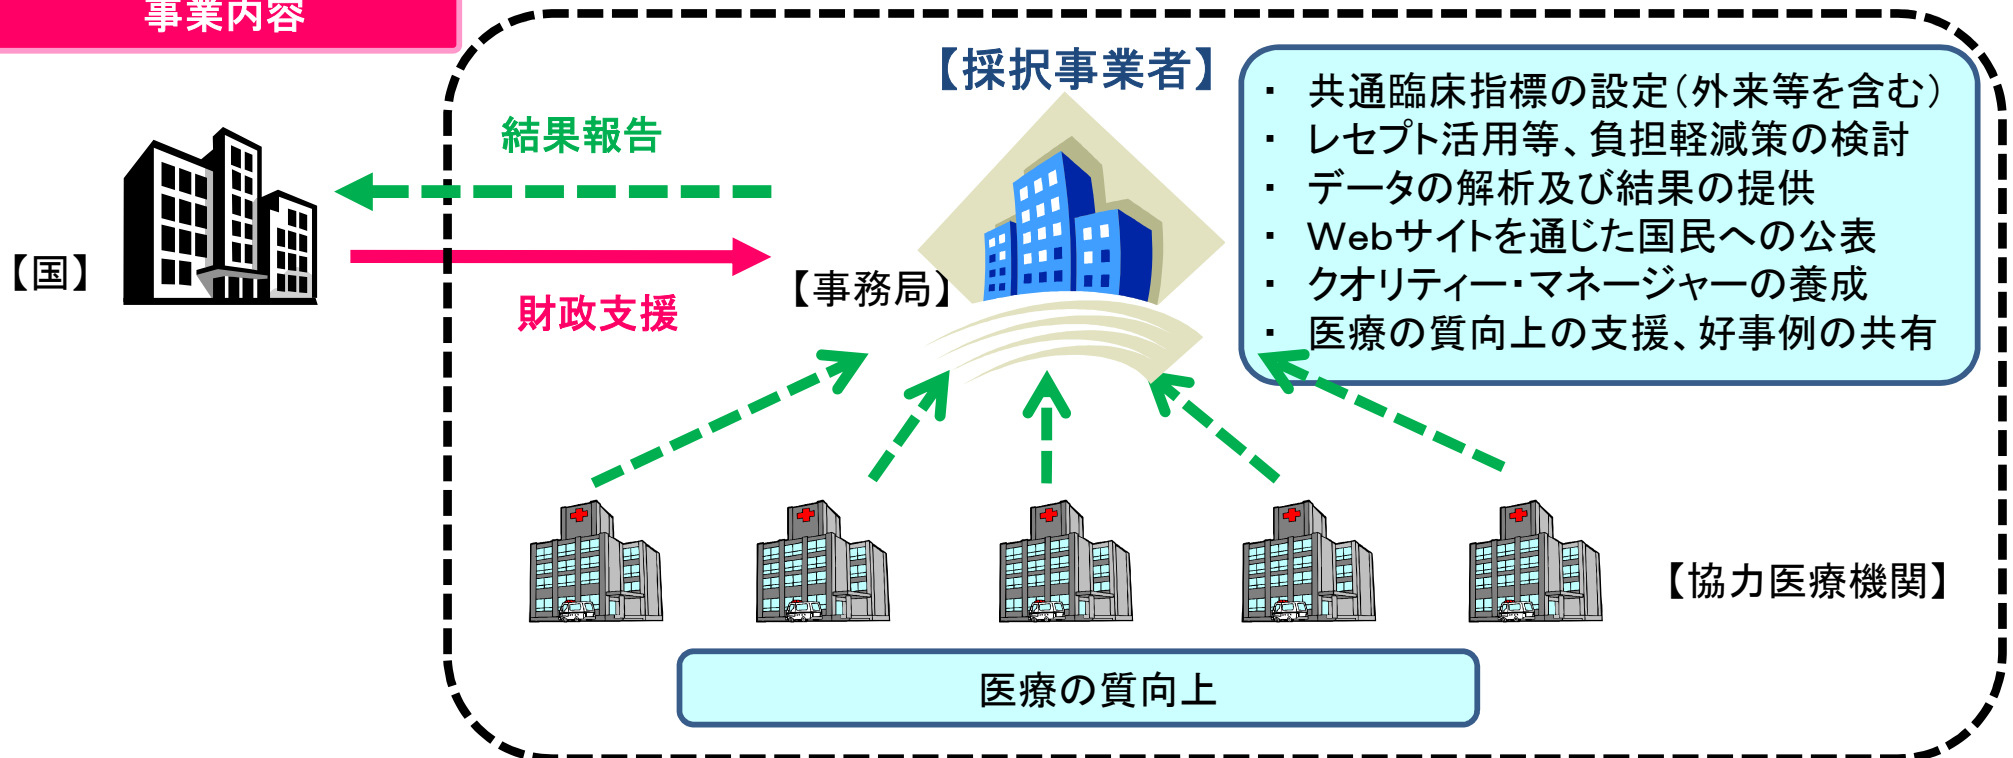 事業内容
【採択事業者】
・ 共通臨床指標の設定（外来等を含む）
・ レセプト活用等、負担軽減策の検討
・ データの解析及び結果の提供
・ Ｗｅｂサイトを通じた国民への公表
・ クオリティー・マネージャーの養成
・ 医療の質向上の支援、好事例の共有
結果報告
【国】
【事務局】
財政支援
【協力医療機関】
医療の質向上